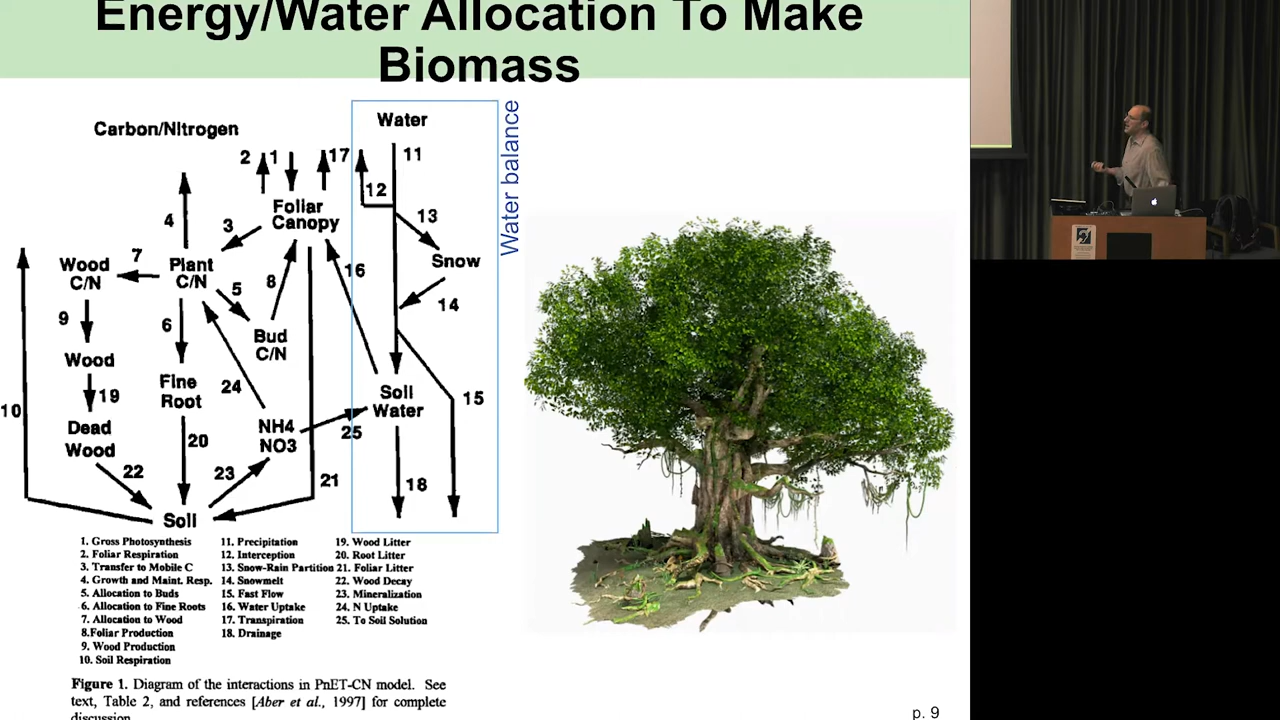 Energy/Water Allocation To Make
Biomass
Carbon/Nitrogen
Water
Water balance
2
1
17
11
12
4
3
Foliar
Canopy
13
Snow
7
Wood
C/N
Plant
C/N
5
8
16
14
9
6
Bud
C/N
Wood
Fine
Root
24
Soil
Water
15
10
19
Dead
Wood
20
NH4
NO3
25
22
23
21
18
Soil
1. Gross Photosynthesis
2. Foliar Respiration
3. Transfer to Mobile C
4. Growth and Maint. Resp.
5. Allocation to Buds
6. Allocation to Fine Roots
7. Allocation to Wood
8.Foliar Production
9. Wood Production
10. Soil Respiration
11. Precipitation
12. Interception
13. Snow-Rain Partition
14. Snowmelt
15. Fast Flow
16. Water Uptake
17. Transpiration
18. Drainage
19. Wood Litter
20. Root Litter
21. Foliar Litter
22. Wood Decay
23. Mineralization
24. N Uptake
25. To Soil Solution
Figure 1. Diagram of the interactions in PnET-CN model. See
text, Table 2, and references [Aber et al., 1997] for complete
discussion
p. 9